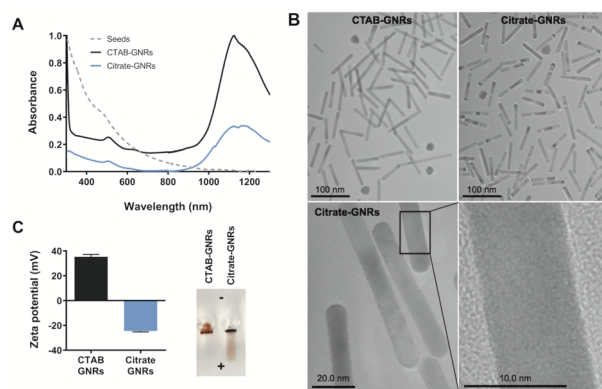 A
Seeds
CTAB-GNRs
Citrate-GNRs
Absorbance
1.0
0.8
0.6
0.4
0.2
0.0
400 600 800 1000 1200
Wavelength (nm)
B
CTAB-GNRs
Citrate-GNRs
100 nm
100 nm
Citrate-GNRs
20.0 nm
10.0 nm
C
Zeta potential (mV)
40
20
0
-20
-40
CTAB
GNRs
Citrate
GNRs
CTAB-GNRs
Citrate-GNRs
-
+